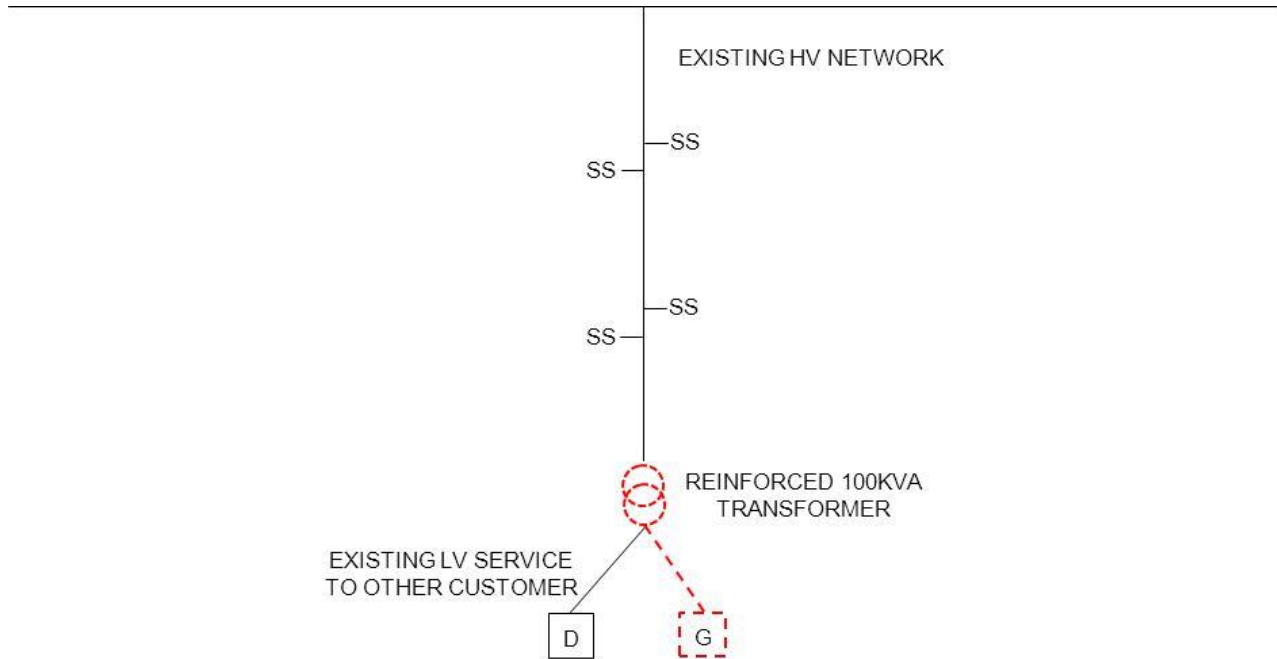 EXISTING HV NETWORK
SS
SS
SS
SS
REINFORCED 100KVA
TRANSFORMER
EXISTING LV SERVICE
TO OTHER CUSTOMER
D
G